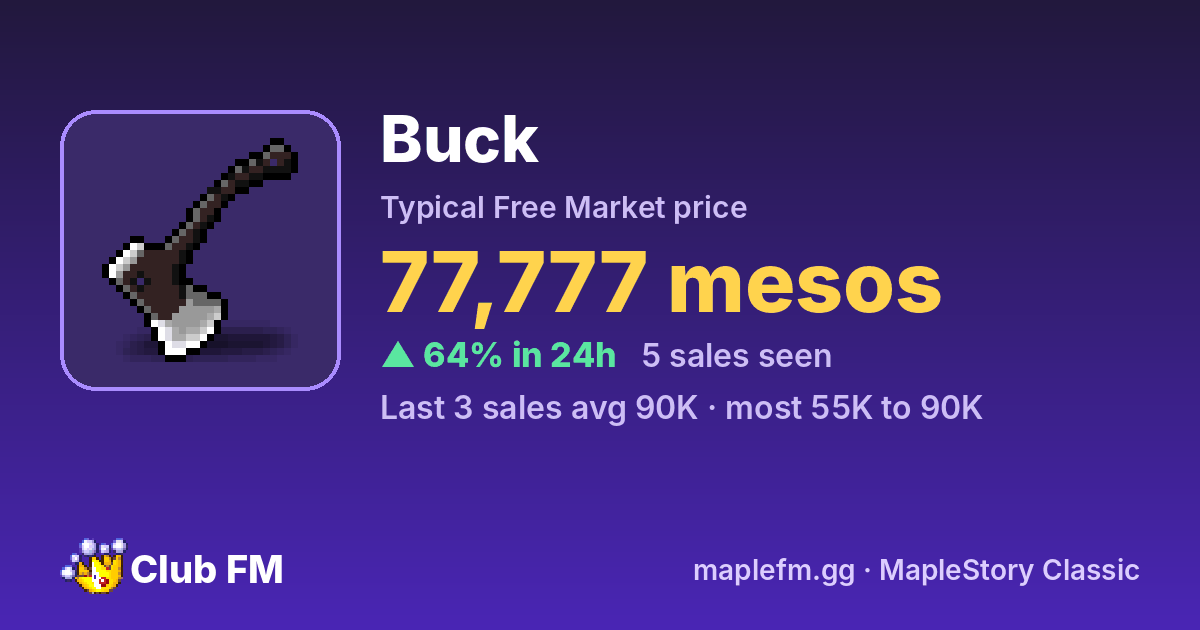 Buck
Typical Free Market price
77,777 mesos
▲ 64% in 24h 5 sales seen
Last 3 sales avg 90K · most 55K to 90K
Club FM
maplefm.gg · MapleStory Classic